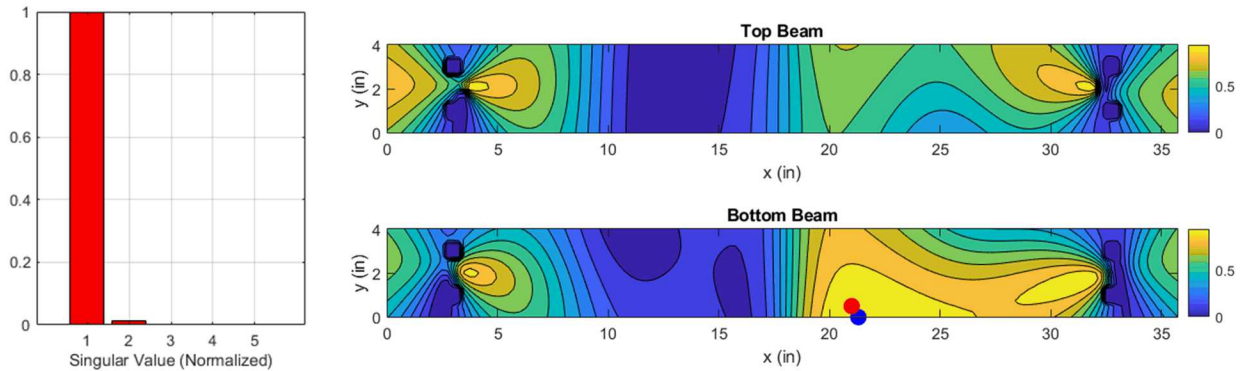 1
0.8
0.6
0.4
0.2
0
1 2 3 4 5
Singular Value (Normalized)
Top Beam
y (in)
4
2
0
0 5 10 15 20 25 30 35
x (in)
0.5
0
Bottom Beam
y (in)
4
2
0
0 5 10 15 20 25 30 35
x (in)
0.5
0